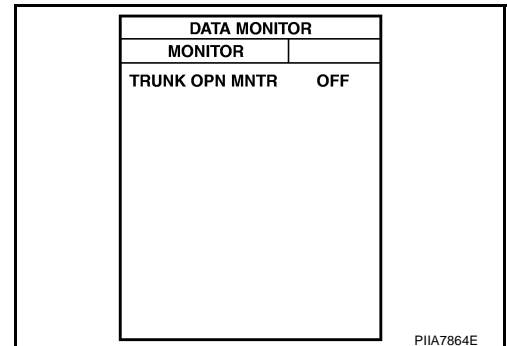 DATA MONITOR
MONITOR
TRUNK OPN MNTR OFF
PIIA7864E